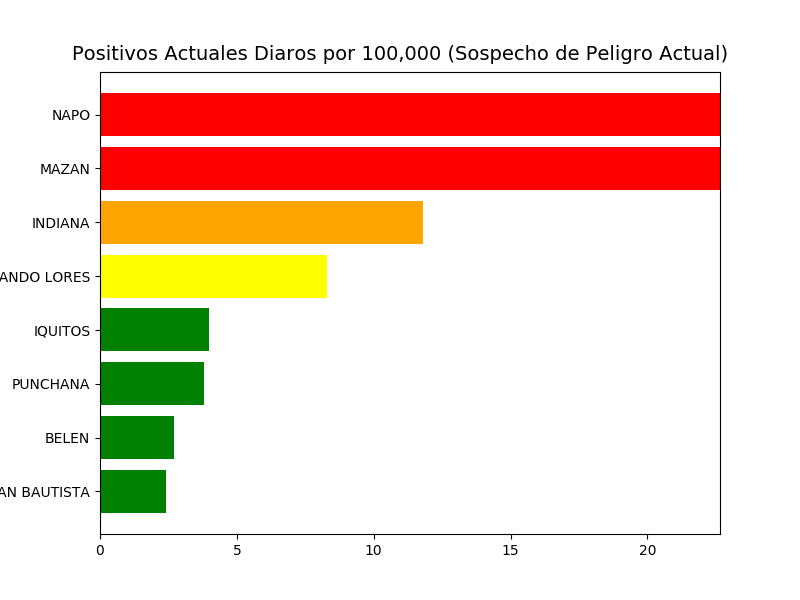 Positivos Actuales Diaros por 100,000 (Sospecho de Peligro Actual)
NAPO
MAZAN
INDIANA
ANDO LORES
IQUITOS
PUNCHANA
BELEN
AN BAUTISTA
0 5 10 15 20